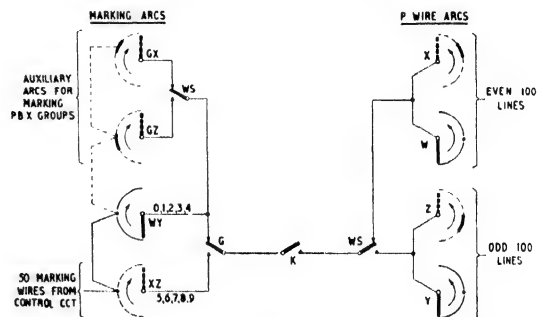 MARKING ARCS
P WIRE ARCS
GX
X
AUXILIARY
ARCS FOR
MARKING
PBX GROUPS
WS
EVEN 100
LINES
GZ
W
0,1,2,3,4
WY
Z
G
K
WS
ODD 100
LINES
50 MARKING
WIRES FROM
CONTROL CCT
XZ
5,6,7,8,9
Y